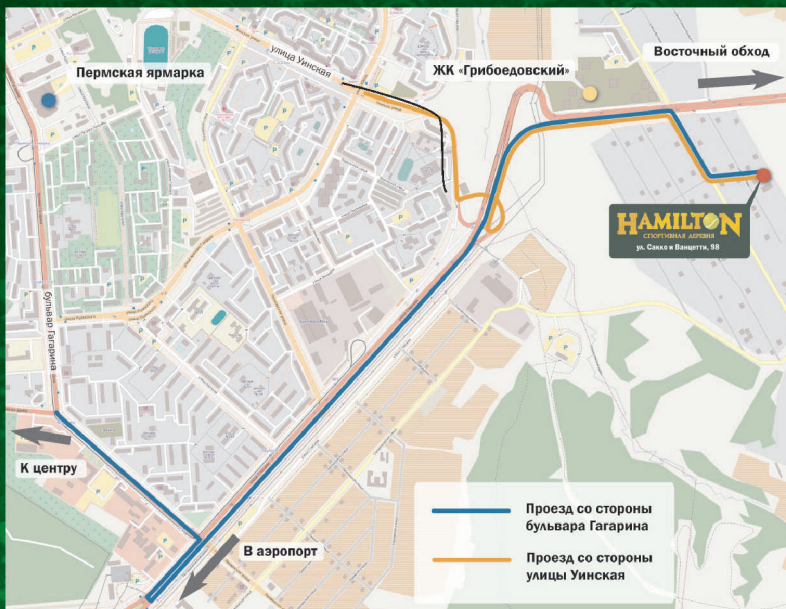 улица Уинская
Восточный обход
Пермская ярмарка
ЖК «Грибоедовский»
HAMILTON
СПОРТИВНАЯ ДЕРЕВНЯ
ул. Сакко и Ванцетти, 98
бульвар Гагарина
К центру
В аэропорт
Проезд со стороны
бульвара Гагарина
Проезд со стороны
улицы Уинская